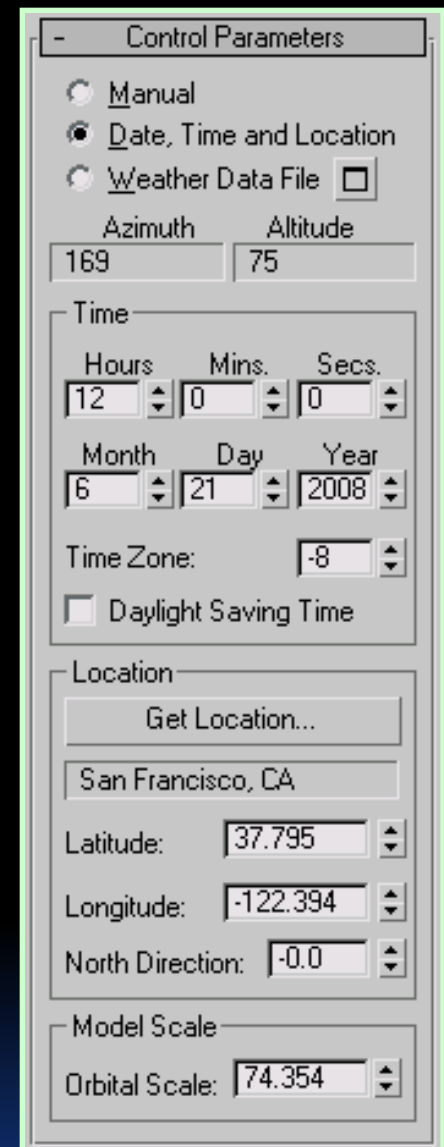 - Control Parameters
Manual
Date, Time and Location
Weather Data File
Azimuth Altitude
169 75
Time
Hours Mins. Secs.
12 0 0
Month Day Year
6 21 2008
Time Zone: -8
Daylight Saving Time
Location
Get Location...
San Francisco, CA
Latitude: 37.795
Longitude: -122.394
North Direction: -0.0
Model Scale
Orbital Scale: 74.354